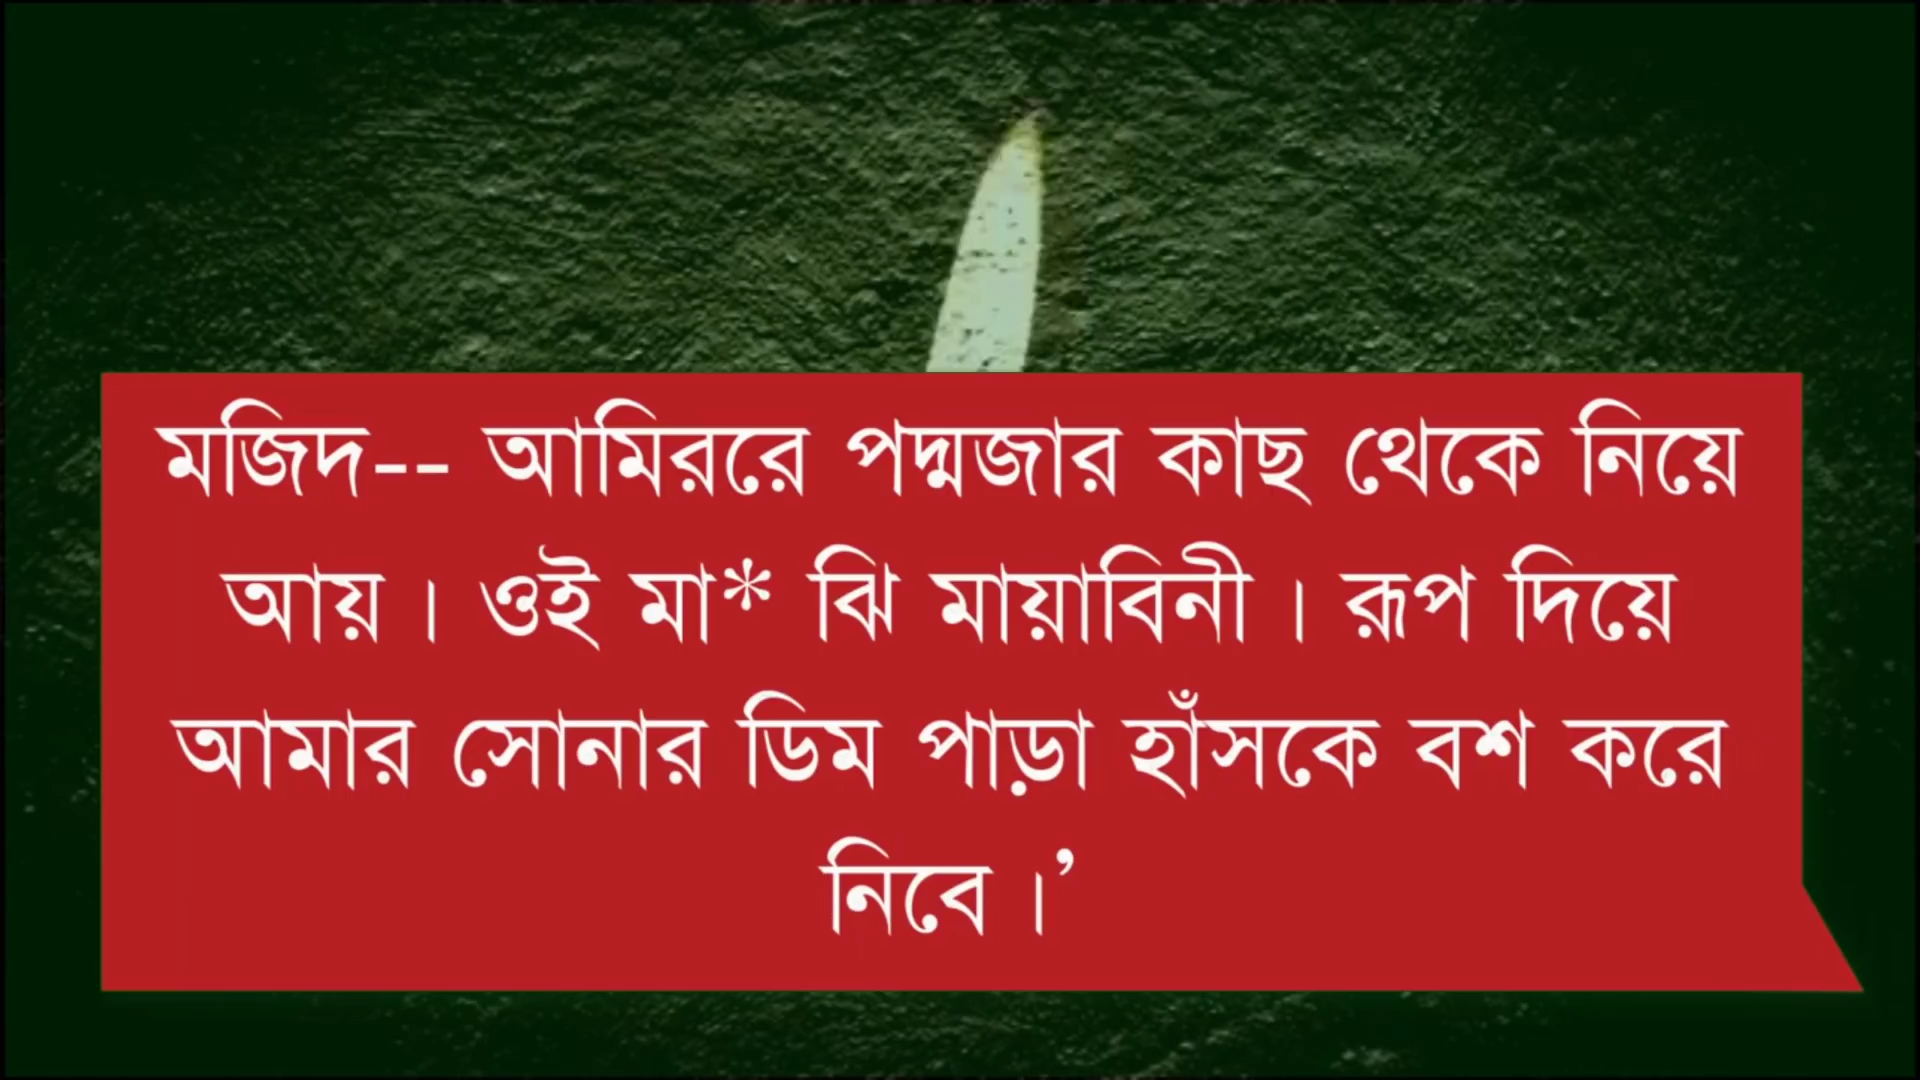 মজিদ-- আমিররে পদ্মজার কাছ থেকে নিয়ে
আয়। ওই মা* ঝি মায়াবিনী। রূপ দিয়ে
আমার সোনার ডিম পাড়া হাঁসকে বশ করে
নিবে।’